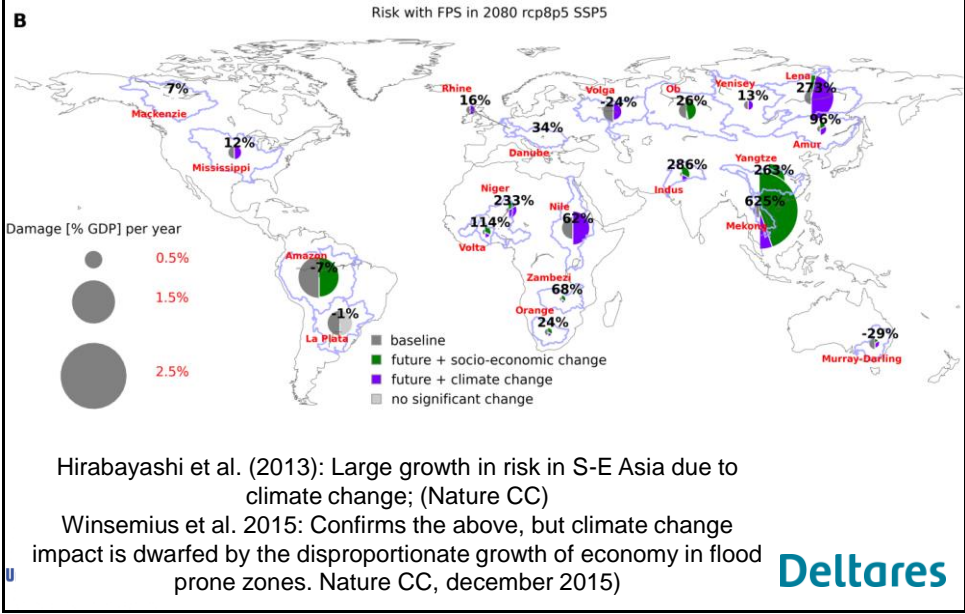 Risk with FPS in 2080 rcp8p5 SSP5
B
7%
Mackenzie
12%
Mississippi
Rhine
16%
Volga
-24%
34%
Danube
Ob
26%
Yenisey
13%
Lena
273%
96%
Amur
286%
Indus
Yangtze
263%
625%
Mekong
Niger
233%
114%
Volta
Nile
62%
Zambezi
68%
Orange
24%
Amazon
-7%
-1%
La Plata
-29%
Murray-Darling
Damage [% GDP] per year
0.5%
1.5%
2.5%
baseline
future + socio-economic change
future + climate change
no significant change
Hirabayashi et al. (2013): Large growth in risk in S-E Asia due to
climate change; (Nature CC)
Winsemius et al. 2015: Confirms the above, but climate change
impact is dwarfed by the disproportionate growth of economy in flood
prone zones. Nature CC, december 2015)
U
Deltares